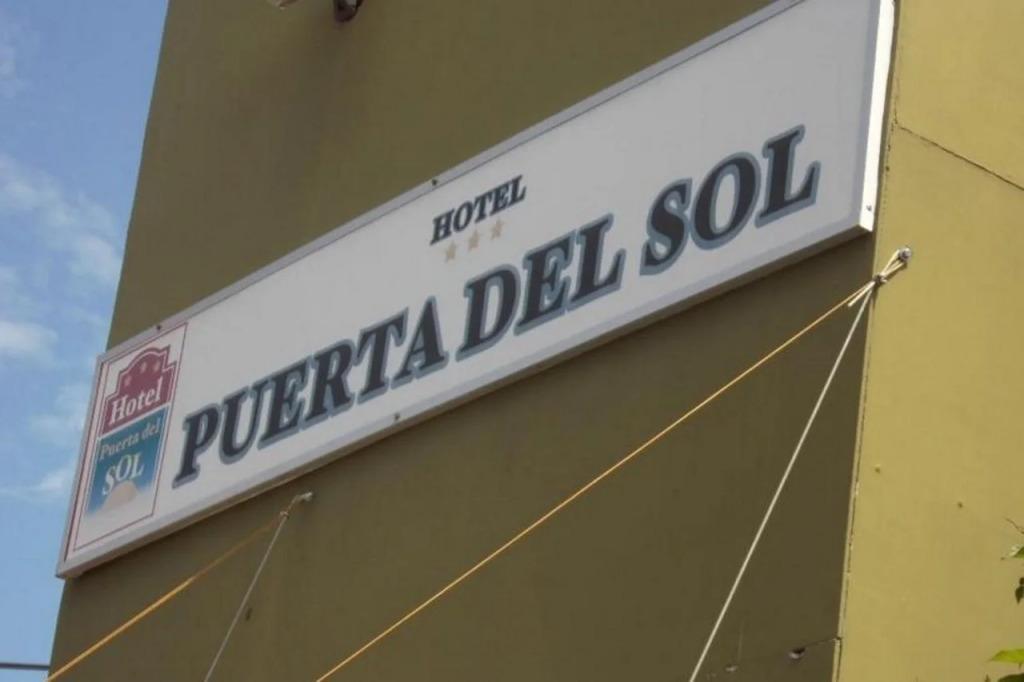 HOTEL
PUERTA DEL SOL
Hotel
Puerta del
SOL